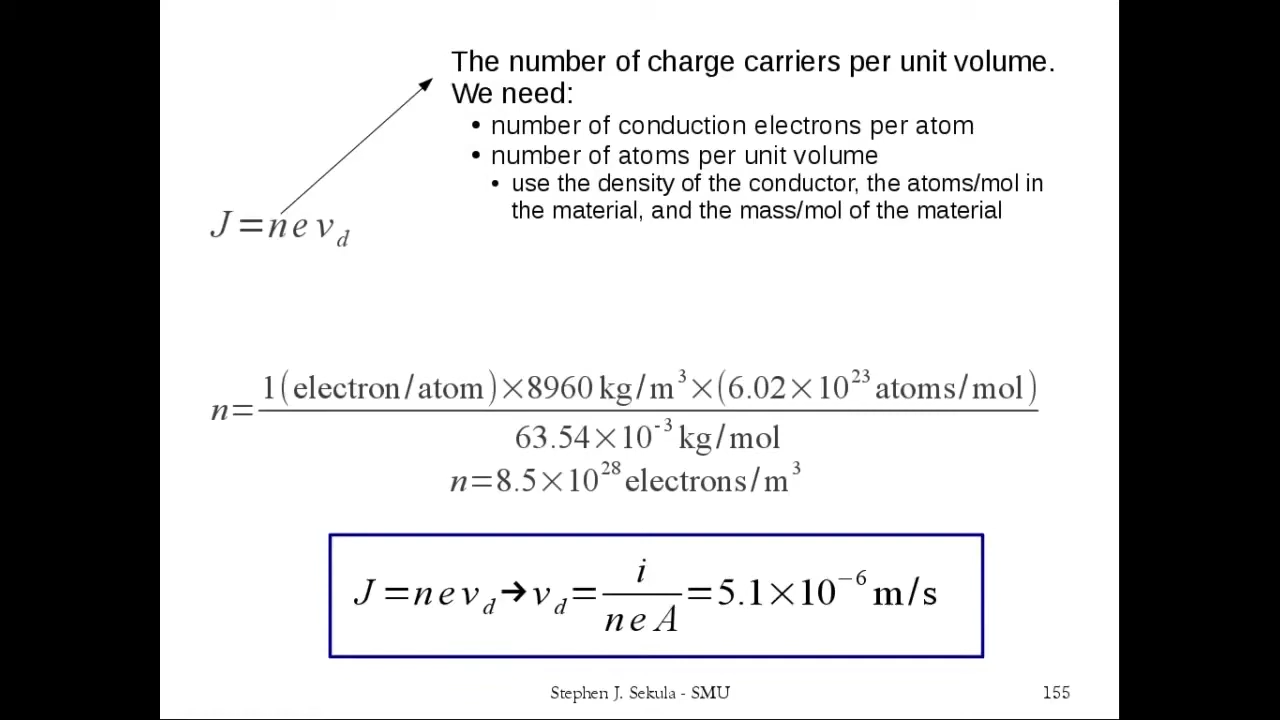 The number of charge carriers per unit volume.
We need:
• number of conduction electrons per atom
• number of atoms per unit volume
• use the density of the conductor, the atoms/mol in
the material, and the mass/mol of the material
J=n e v_d
n= 1(electron/atom)×8960 kg/m³×(6.02×10²³ atoms/mol) / 63.54×10⁻³ kg/mol
n=8.5×10²⁸ electrons/m³
J=n e v_d → v_d= i / n e A =5.1×10⁻⁶ m/s
Stephen J. Sekula - SMU
155